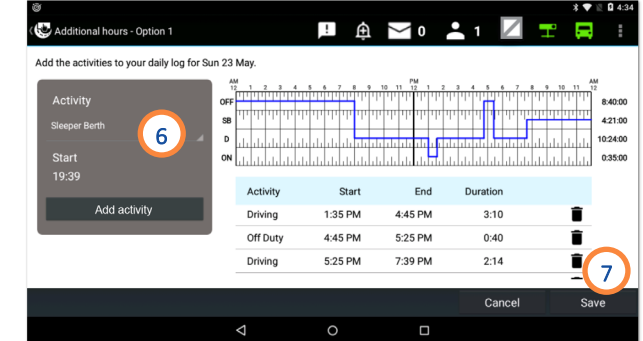 4:34
Additional hours - Option 1
0
1
Add the activities to your daily log for Sun 23 May.
Activity
Sleeper Berth
6
Start
19:39
Add activity
AM PM AM
12 1 2 3 4 5 6 7 8 9 10 11 12 1 2 3 4 5 6 7 8 9 10 11 12
OFF 8:40:00
SB 4:21:00
D 10:24:00
ON 0:35:00
Activity Start End Duration
Driving 1:35 PM 4:45 PM 3:10
Off Duty 4:45 PM 5:25 PM 0:40
Driving 5:25 PM 7:39 PM 2:14
7
Cancel Save